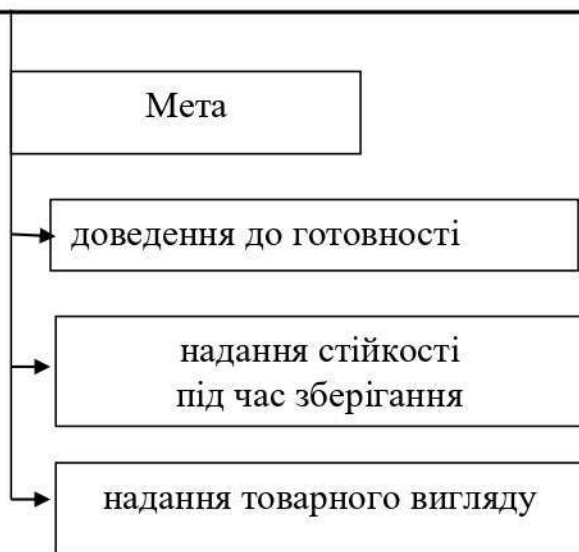 Мета
доведення до готовності
надання стійкості
під час зберігання
надання товарного вигляду